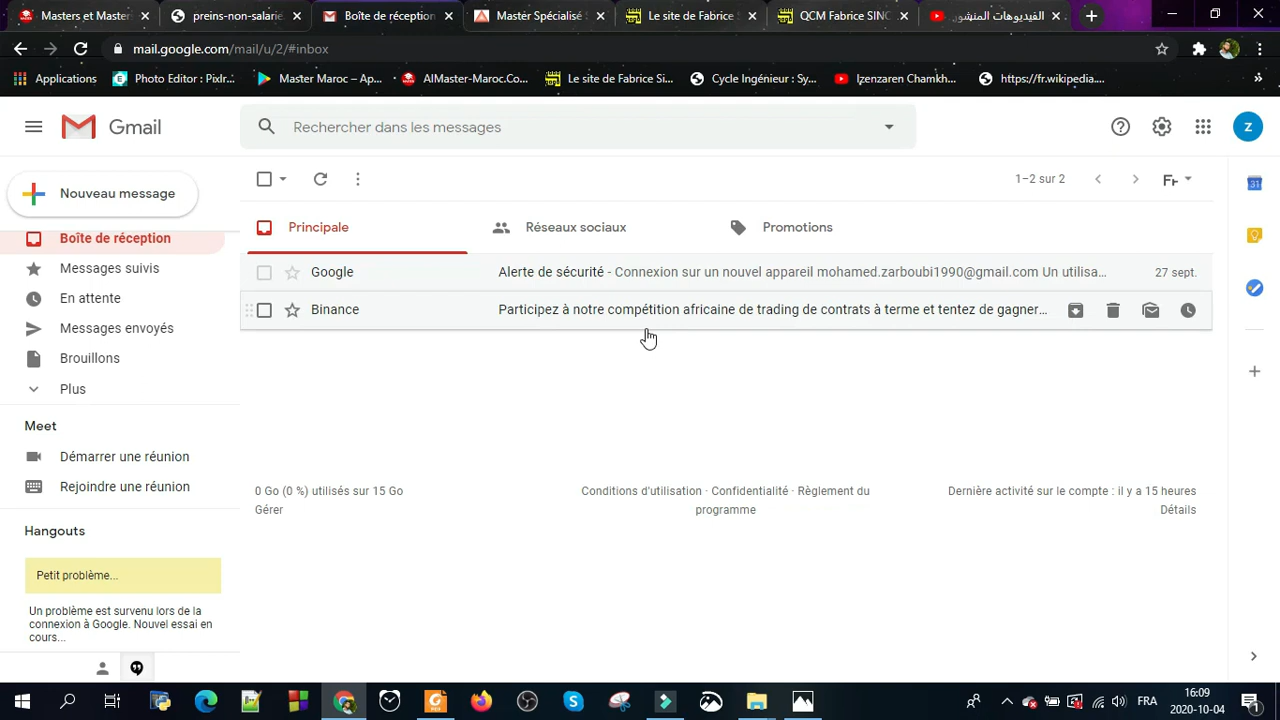 Masters et Master
preins-non-salarie
Boîte de réception
Master Spécialisé
Le site de Fabrice
QCM Fabrice SINC
الفيديوهات المنشور
mail.google.com/mail/u/2/#inbox
Applications
Photo Editor : Pixlr...
Master Maroc – Ap...
AlMaster-Maroc.Co...
Le site de Fabrice Si...
Cycle Ingénieur : Sy...
Izenzaren Chamkh...
https://fr.wikipedia....
Gmail
Rechercher dans les messages
z
Nouveau message
1–2 sur 2
Boîte de réception
Principale
Réseaux sociaux
Promotions
Messages suivis
Google
Alerte de sécurité - Connexion sur un nouvel appareil mohamed.zarboubi1990@gmail.com Un utilisa...
27 sept.
En attente
Binance
Participez à notre compétition africaine de trading de contrats à terme et tentez de gagner...
Messages envoyés
Brouillons
Plus
Meet
Démarrer une réunion
Rejoindre une réunion
0 Go (0 %) utilisés sur 15 Go
Gérer
Conditions d'utilisation · Confidentialité · Règlement du
programme
Dernière activité sur le compte : il y a 15 heures
Détails
Hangouts
Petit problème...
Un problème est survenu lors de la
connexion à Google. Nouvel essai en
cours...
FRA
16:09
2020-10-04